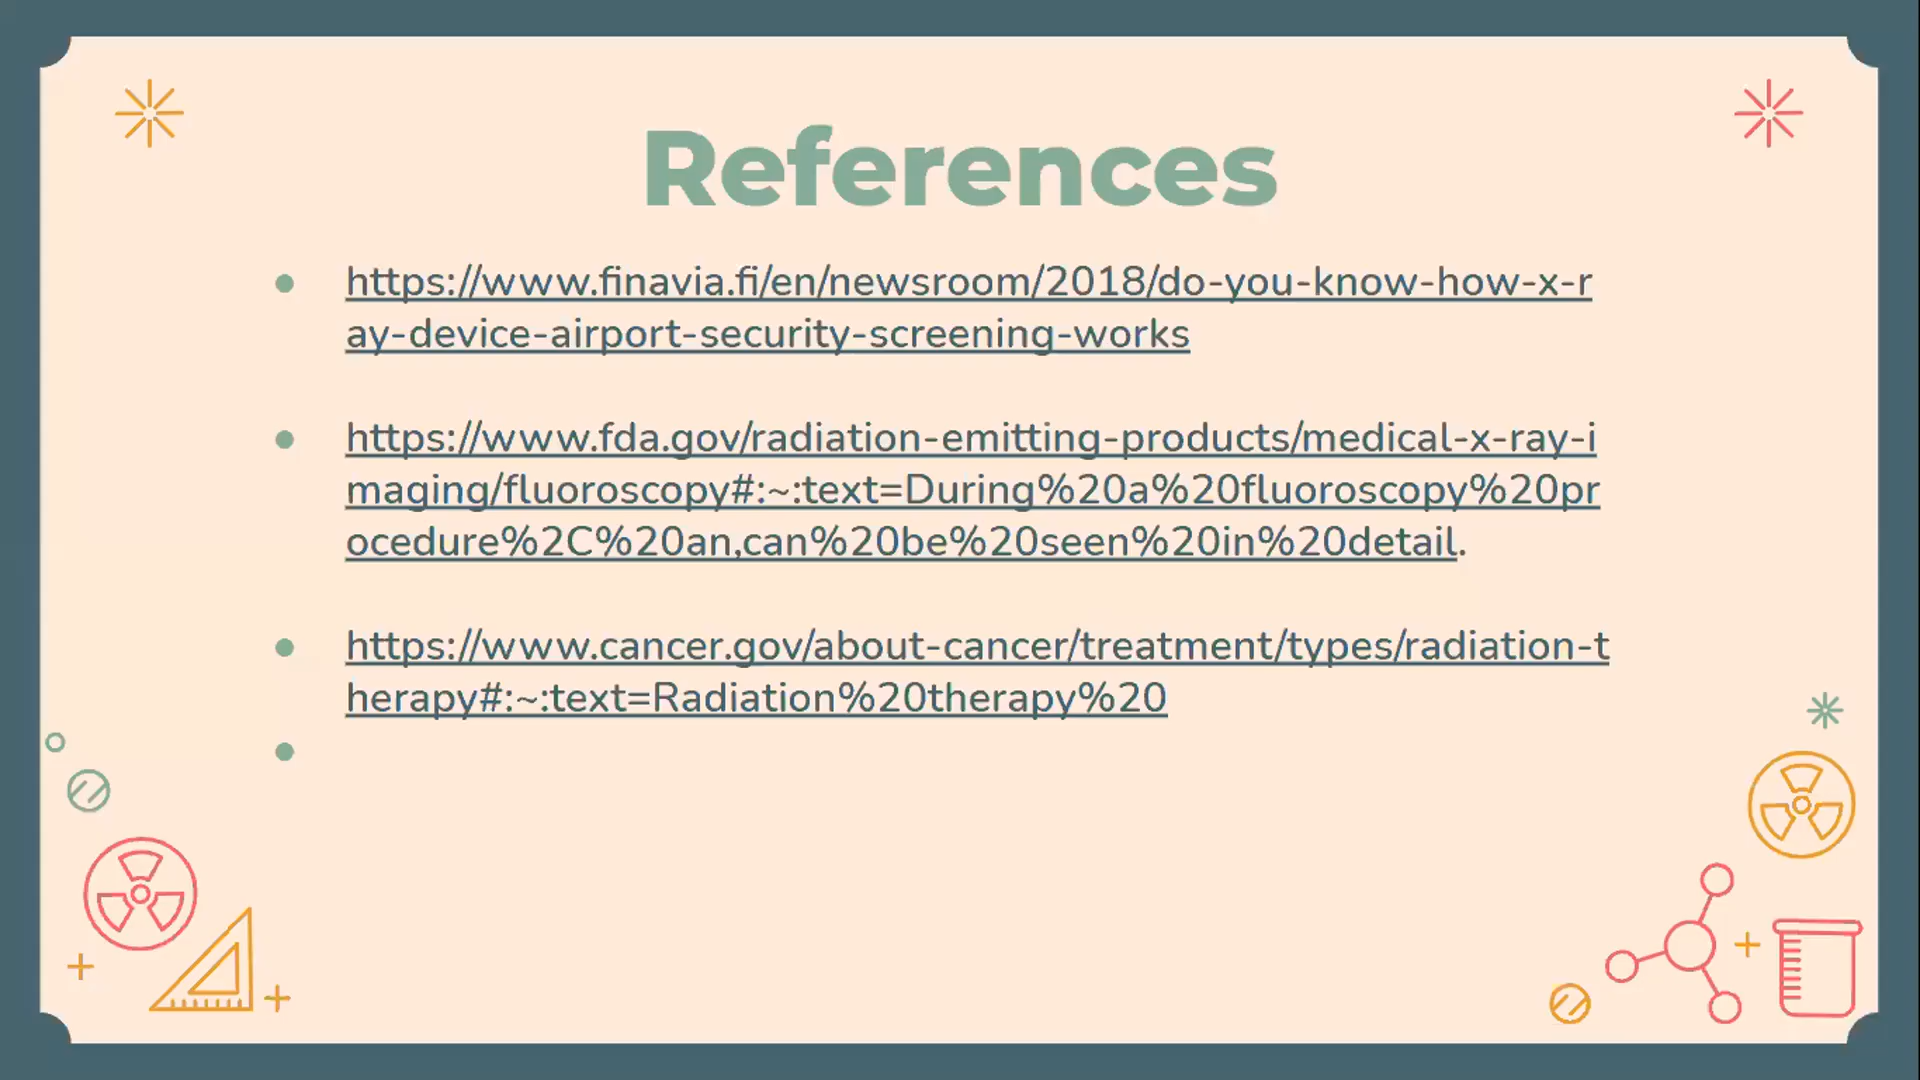 References
https://www.finavia.fi/en/newsroom/2018/do-you-know-how-x-r
ay-device-airport-security-screening-works
https://www.fda.gov/radiation-emitting-products/medical-x-ray-i
maging/fluoroscopy#:~:text=During%20a%20fluoroscopy%20pr
ocedure%2C%20an,can%20be%20seen%20in%20detail.
https://www.cancer.gov/about-cancer/treatment/types/radiation-t
herapy#:~:text=Radiation%20therapy%20